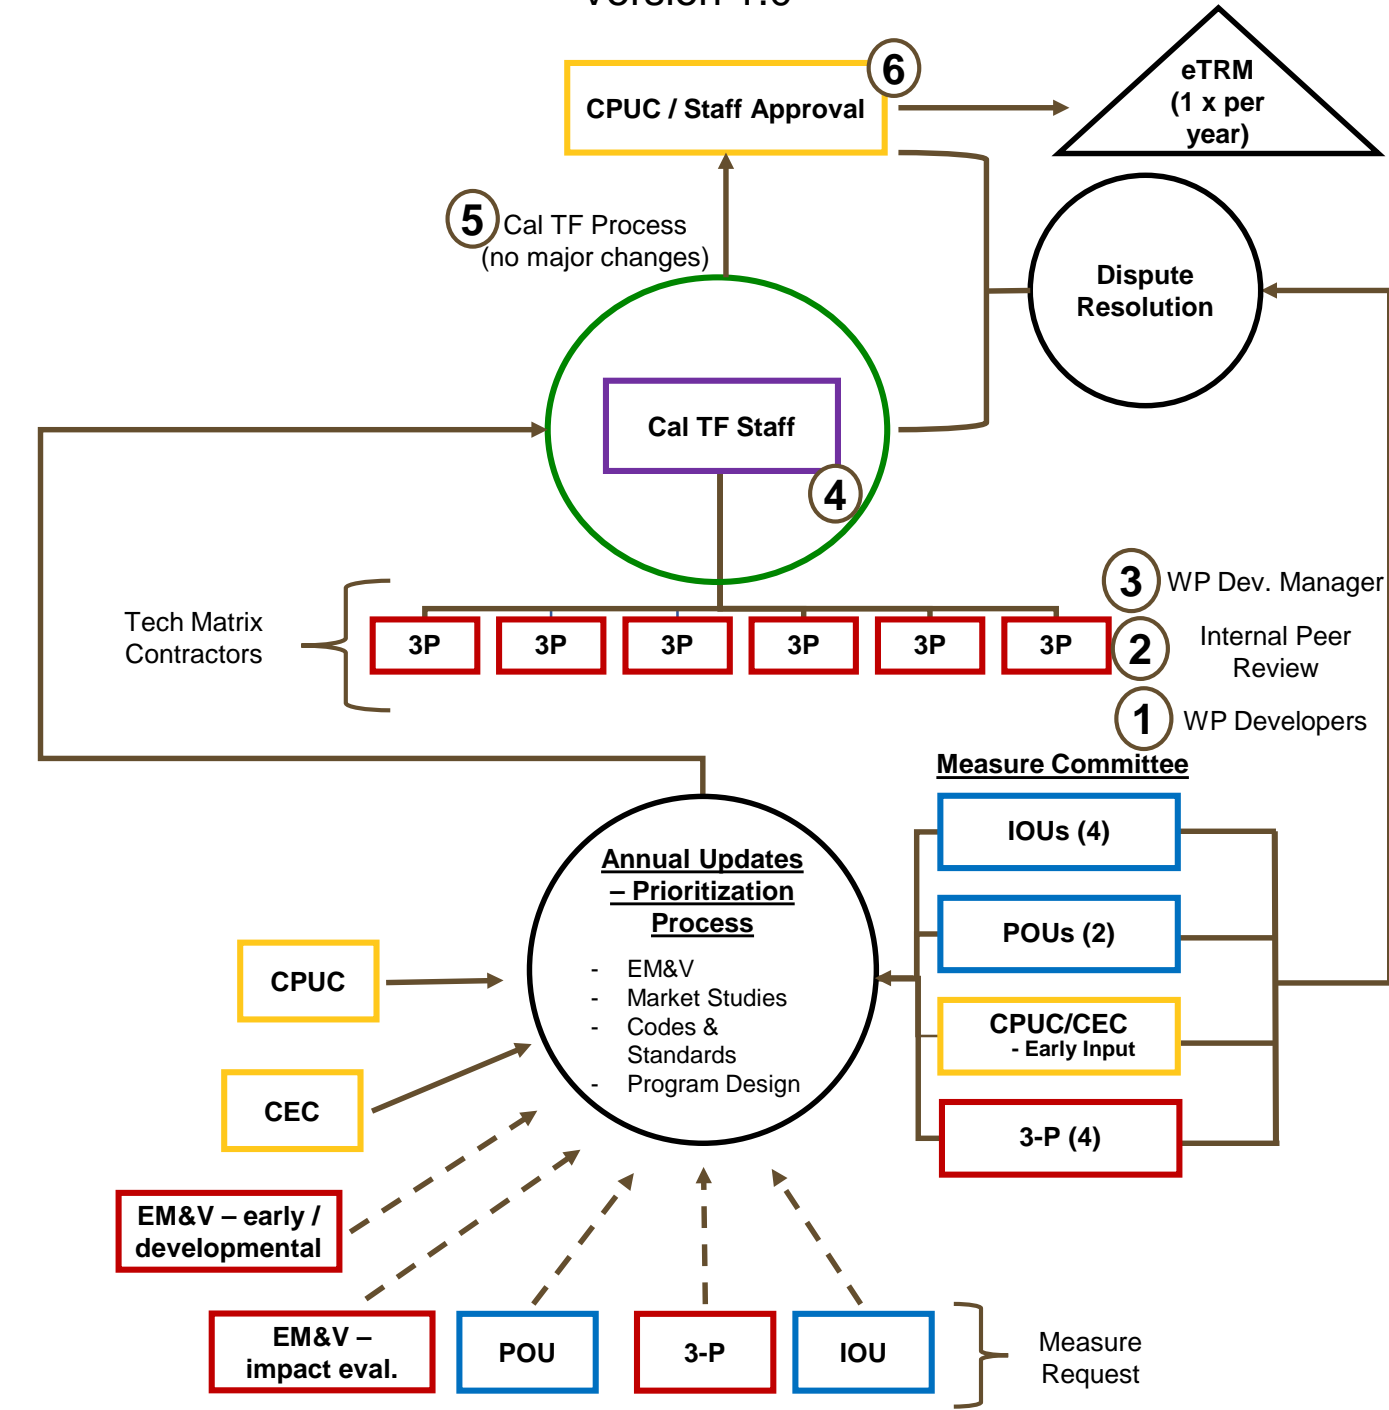 6
CPUC / Staff Approval
eTRM
(1 x per
year)
5
Cal TF Process
(no major changes)
Dispute
Resolution
Cal TF Staff
4
3
WP Dev. Manager
Tech Matrix
Contractors
3P
3P
3P
3P
3P
3P
2
Internal Peer
Review
1
WP Developers
Measure Committee
IOUs (4)
POUs (2)
CPUC/CEC
- Early Input
3-P (4)
Annual Updates
– Prioritization
Process
- EM&V
- Market Studies
- Codes &
Standards
- Program Design
CPUC
CEC
EM&V – early /
developmental
EM&V –
impact eval.
POU
3-P
IOU
Measure
Request